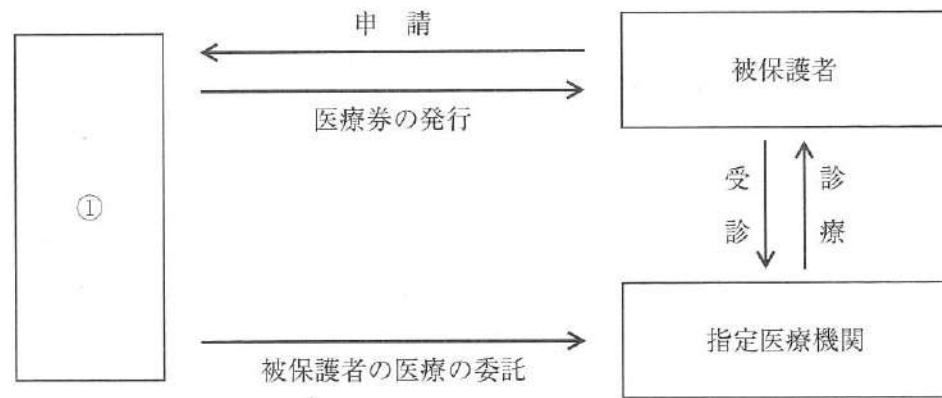 申 請
被保護者
医療券の発行
①
受診
診療
指定医療機関
被保護者の医療の委託